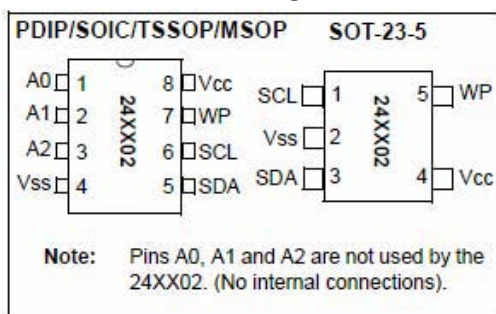 PDIP/SOIC/TSSOP/MSOP SOT-23-5
A0 1 8 Vcc
A1 2 7 WP
A2 3 6 SCL
Vss 4 5 SDA
24XX02
SCL 1 5 WP
Vss 2
SDA 3 4 Vcc
24XX02
Note: Pins A0, A1 and A2 are not used by the
24XX02. (No internal connections).